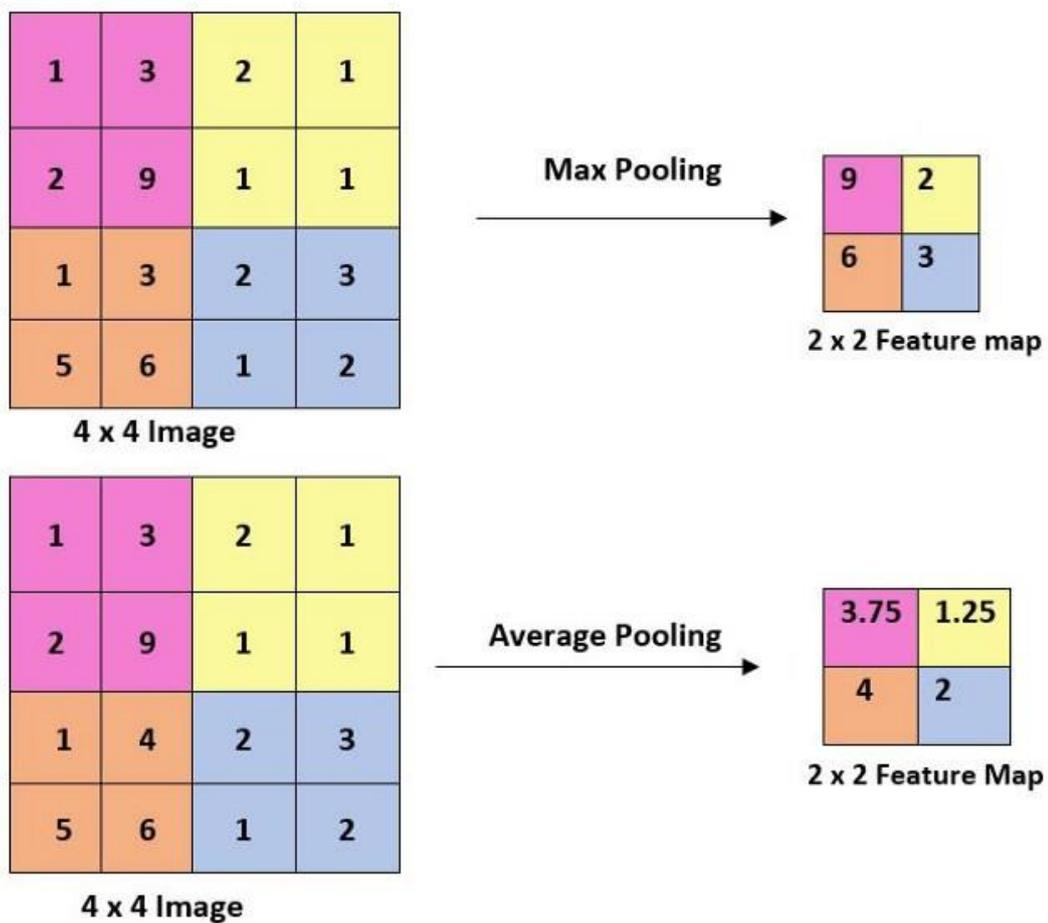 1 3 2 1
2 9 1 1
1 3 2 3
5 6 1 2
4 x 4 Image
Max Pooling
9 2
6 3
2 x 2 Feature map
1 3 2 1
2 9 1 1
1 4 2 3
5 6 1 2
4 x 4 Image
Average Pooling
3.75 1.25
4 2
2 x 2 Feature Map